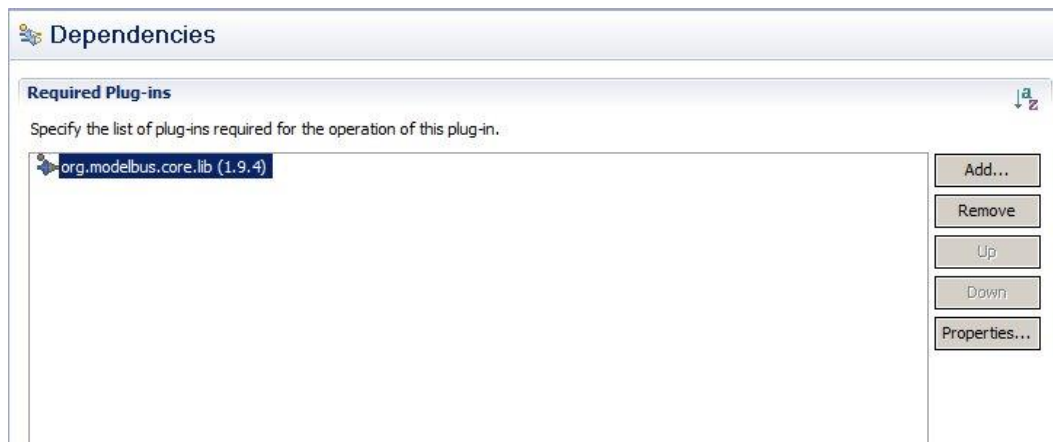 Dependencies
Required Plug-ins
a
z
Specify the list of plug-ins required for the operation of this plug-in.
org.modelbus.core.lib (1.9.4)
Add...
Remove
Up
Down
Properties...